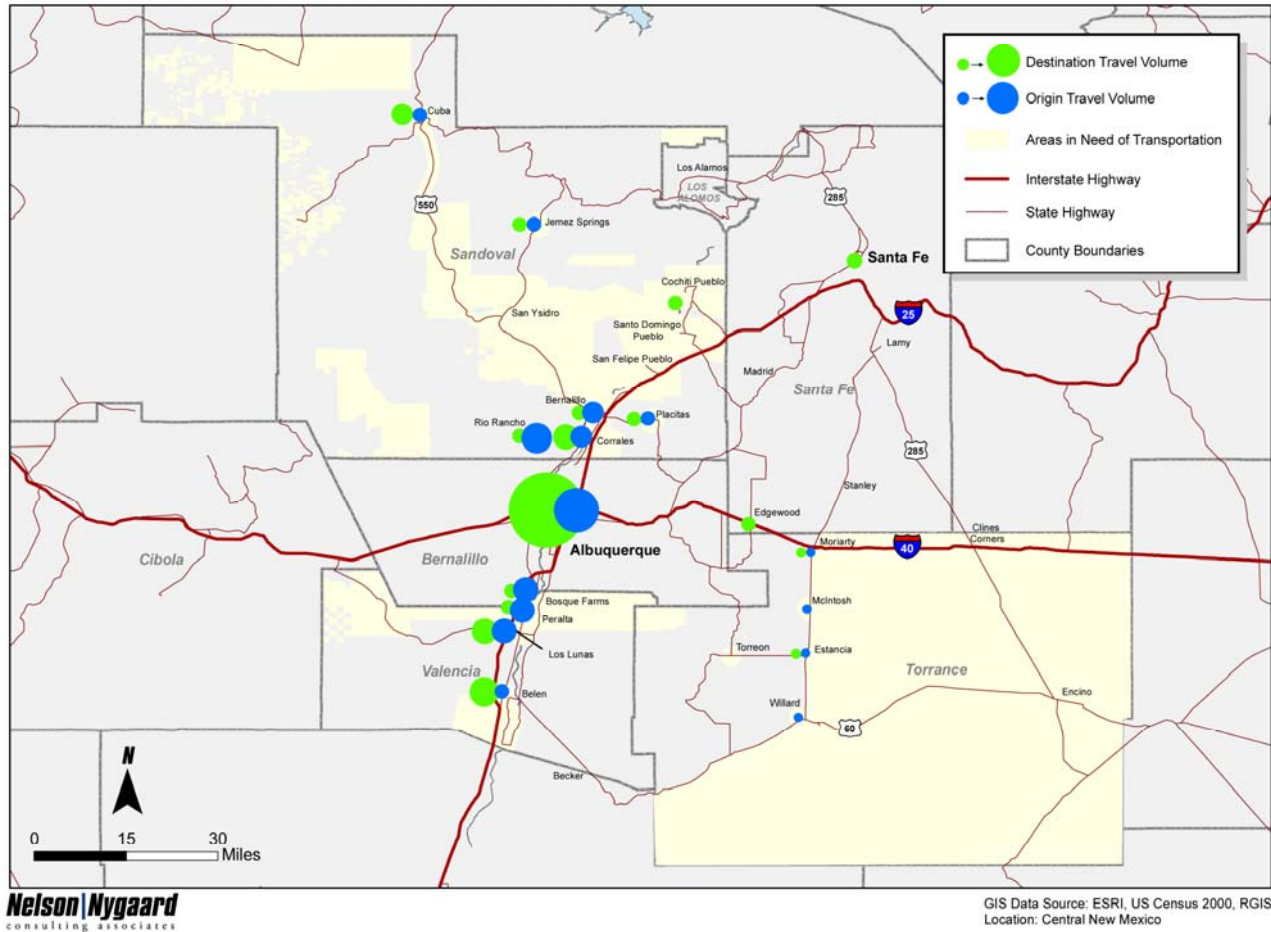 Destination Travel Volume
Origin Travel Volume
Areas in Need of Transportation
Interstate Highway
State Highway
County Boundaries
Cuba
550
Los Alamos
LOS
ALOMOS
285
Jemez Springs
Sandoval
Santa Fe
Cochiti Pueblo
San Ysidro
25
Santo Domingo
Pueblo
Lamy
San Felipe Pueblo
Madrid
Santa Fe
Bernalillo
Placitas
Rio Rancho
Corrales
285
Stanley
Edgewood
Clines
Corners
Moriarty
40
Albuquerque
Cibola
Bernalillo
Bosque Farms
McIntosh
Peralta
Torreon
Estancia
Los Lunas
Valencia
Torrance
Belen
Encino
Willard
60
Becker
N
0 15 30
Miles
Nelson|Nygaard
consulting associates
GIS Data Source: ESRI, US Census 2000, RGIS
Location: Central New Mexico